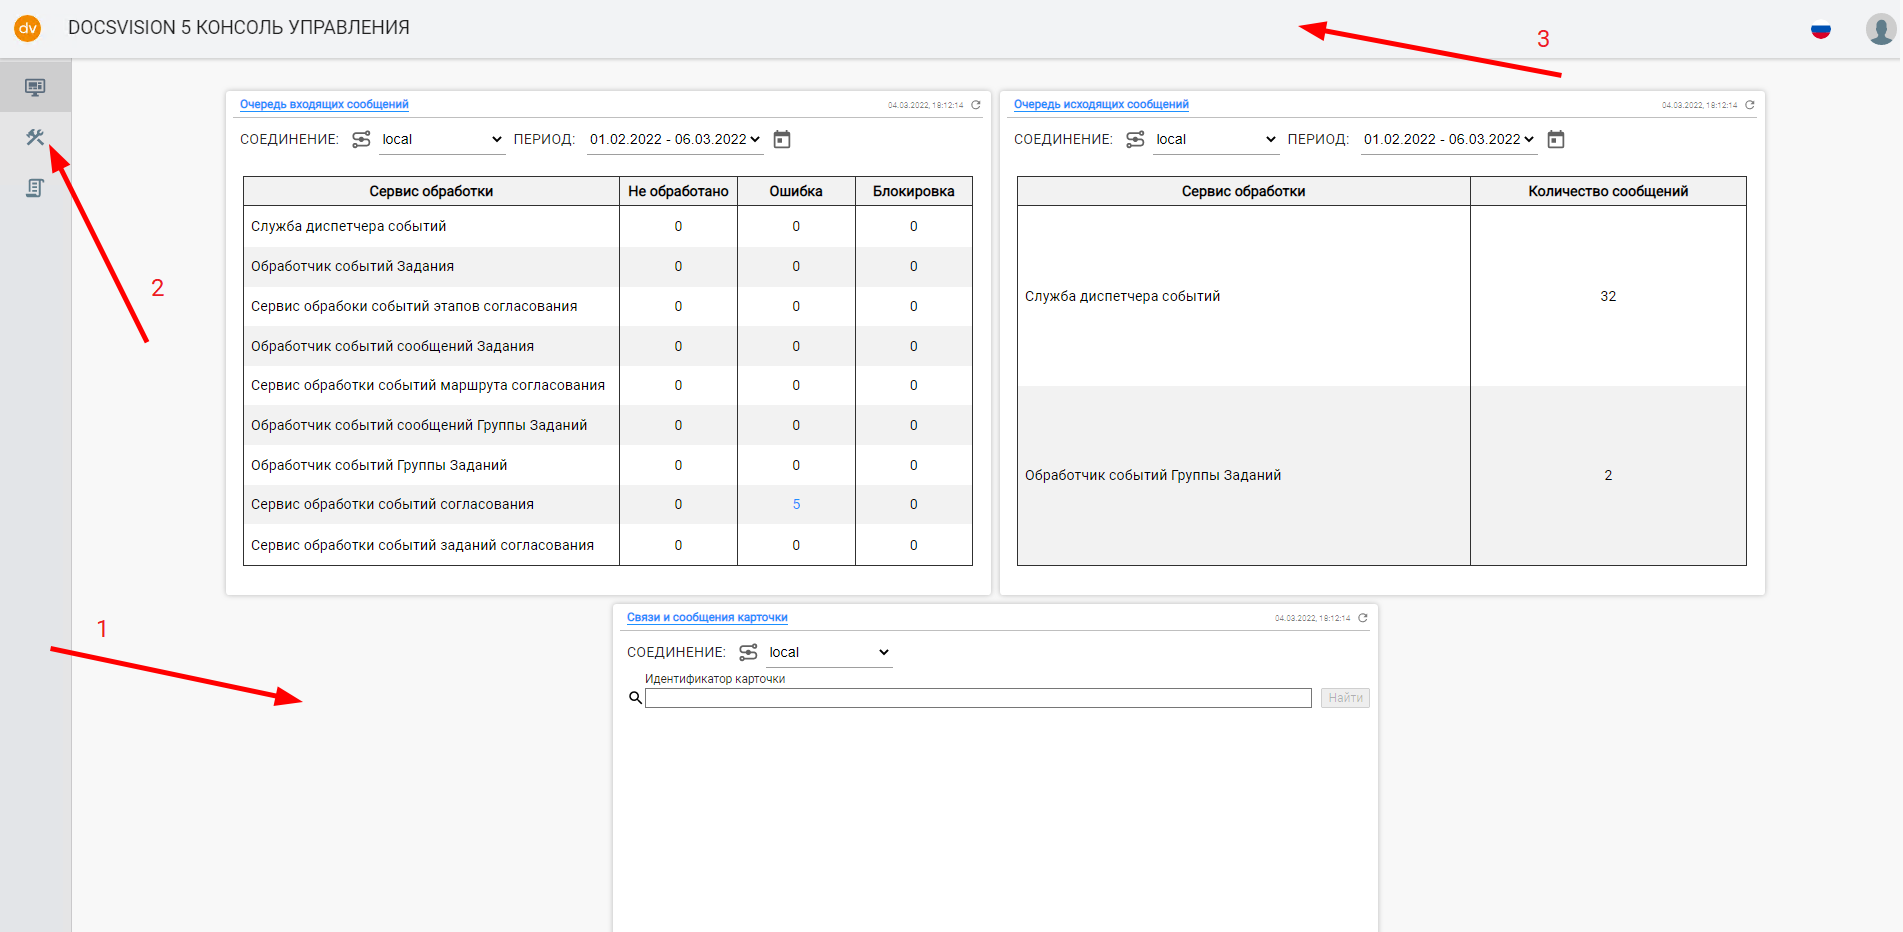 dv DOCSVISION 5 КОНСОЛЬ УПРАВЛЕНИЯ
3
Очередь входящих сообщений 04.03.2022, 18:12:14
СОЕДИНЕНИЕ: local ПЕРИОД: 01.02.2022 - 06.03.2022
Сервис обработки Не обработано Ошибка Блокировка
Служба диспетчера событий 0 0 0
Обработчик событий Задания 0 0 0
Сервис обрабоки событий этапов согласования 0 0 0
Обработчик событий сообщений Задания 0 0 0
Сервис обработки событий маршрута согласования 0 0 0
Обработчик событий сообщений Группы Заданий 0 0 0
Обработчик событий Группы Заданий 0 0 0
Сервис обработки событий согласования 0 5 0
Сервис обработки событий заданий согласования 0 0 0
Очередь исходящих сообщений 04.03.2022, 18:12:14
СОЕДИНЕНИЕ: local ПЕРИОД: 01.02.2022 - 06.03.2022
Сервис обработки Количество сообщений
Служба диспетчера событий 32
Обработчик событий Группы Заданий 2
2
1
Связи и сообщения карточки 04.03.2022, 18:12:14
СОЕДИНЕНИЕ: local
Идентификатор карточки
Найти